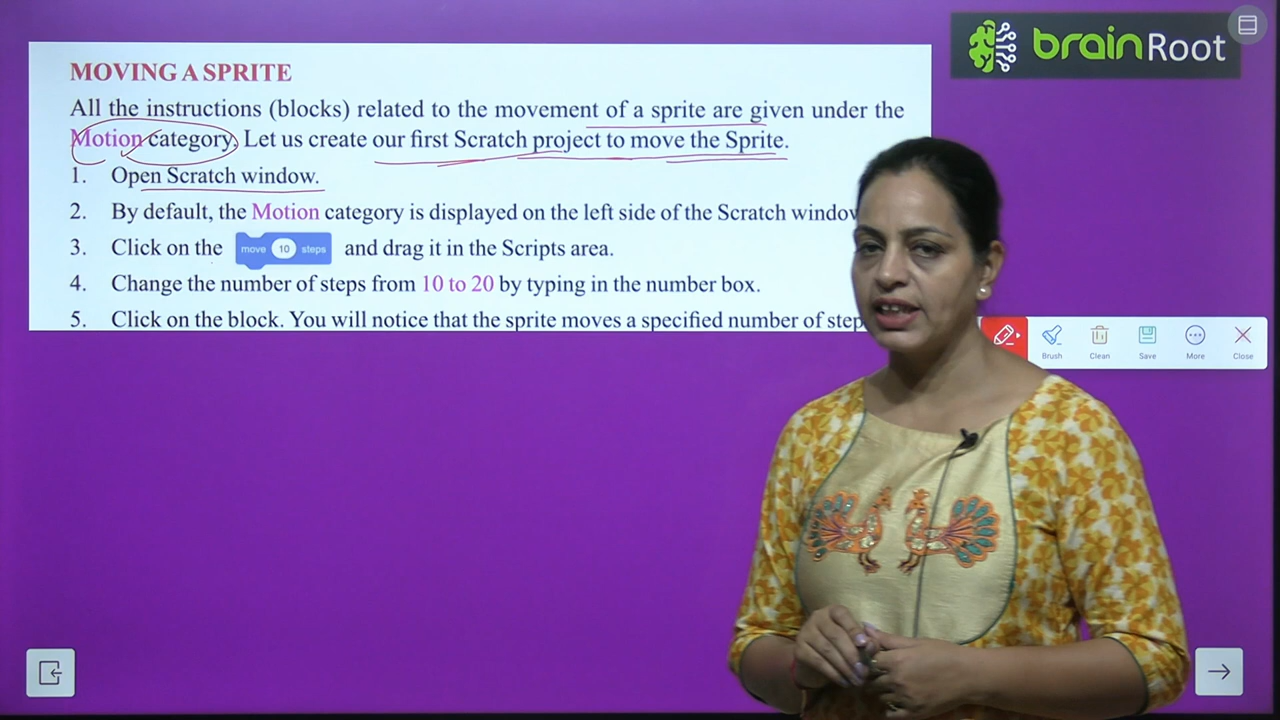 brainRoot
MOVING A SPRITE
All the instructions (blocks) related to the movement of a sprite are given under the
Motion category. Let us create our first Scratch project to move the Sprite.
1. Open Scratch window.
2. By default, the Motion category is displayed on the left side of the Scratch window
3. Click on the move 10 steps and drag it in the Scripts area.
4. Change the number of steps from 10 to 20 by typing in the number box.
5. Click on the block. You will notice that the sprite moves a specified number of step
Brush Clean Save More Close